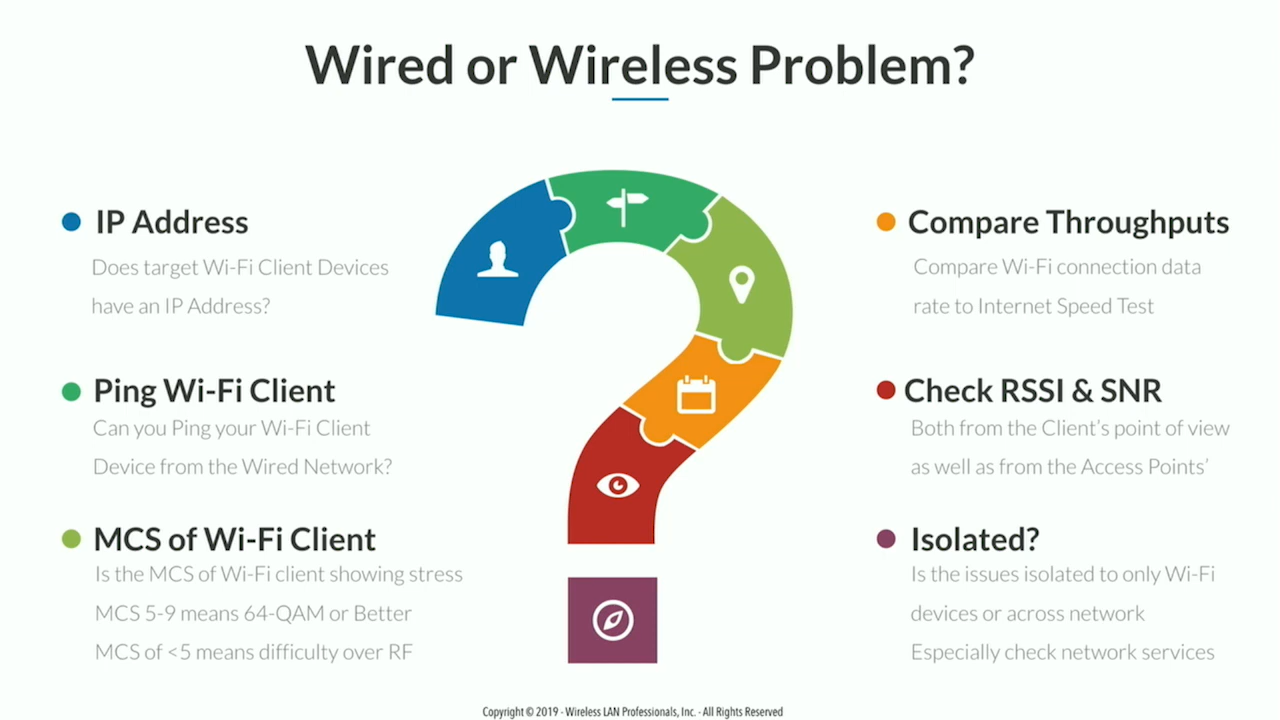 Wired or Wireless Problem?
IP Address
Does target Wi-Fi Client Devices
have an IP Address?
Ping Wi-Fi Client
Can you Ping your Wi-Fi Client
Device from the Wired Network?
MCS of Wi-Fi Client
Is the MCS of Wi-Fi client showing stress
MCS 5-9 means 64-QAM or Better
MCS of <5 means difficulty over RF
Compare Throughputs
Compare Wi-Fi connection data
rate to Internet Speed Test
Check RSSI & SNR
Both from the Client's point of view
as well as from the Access Points'
Isolated?
Is the issues isolated to only Wi-Fi
devices or across network
Especially check network services
Copyright © 2019 - Wireless LAN Professionals, Inc. - All Rights Reserved